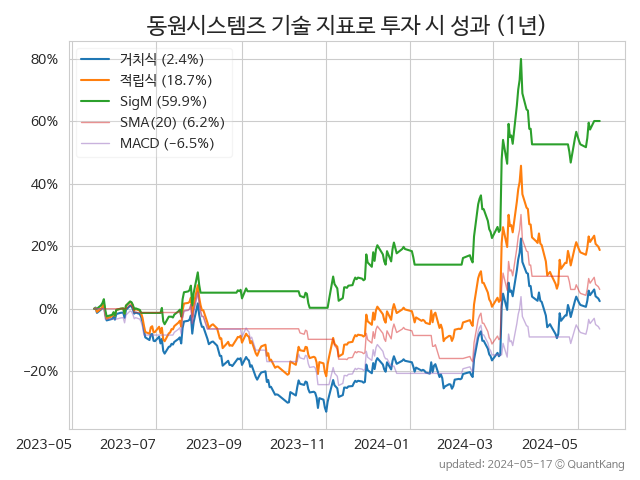 동원시스템즈 기술 지표로 투자 시 성과 (1년)
80%
60%
40%
20%
0%
−20%
거치식 (2.4%)
적립식 (18.7%)
SigM (59.9%)
SMA(20) (6.2%)
MACD (−6.5%)
2023−05 2023−07 2023−09 2023−11 2024−01 2024−03 2024−05
updated: 2024−05−17 © QuantKang